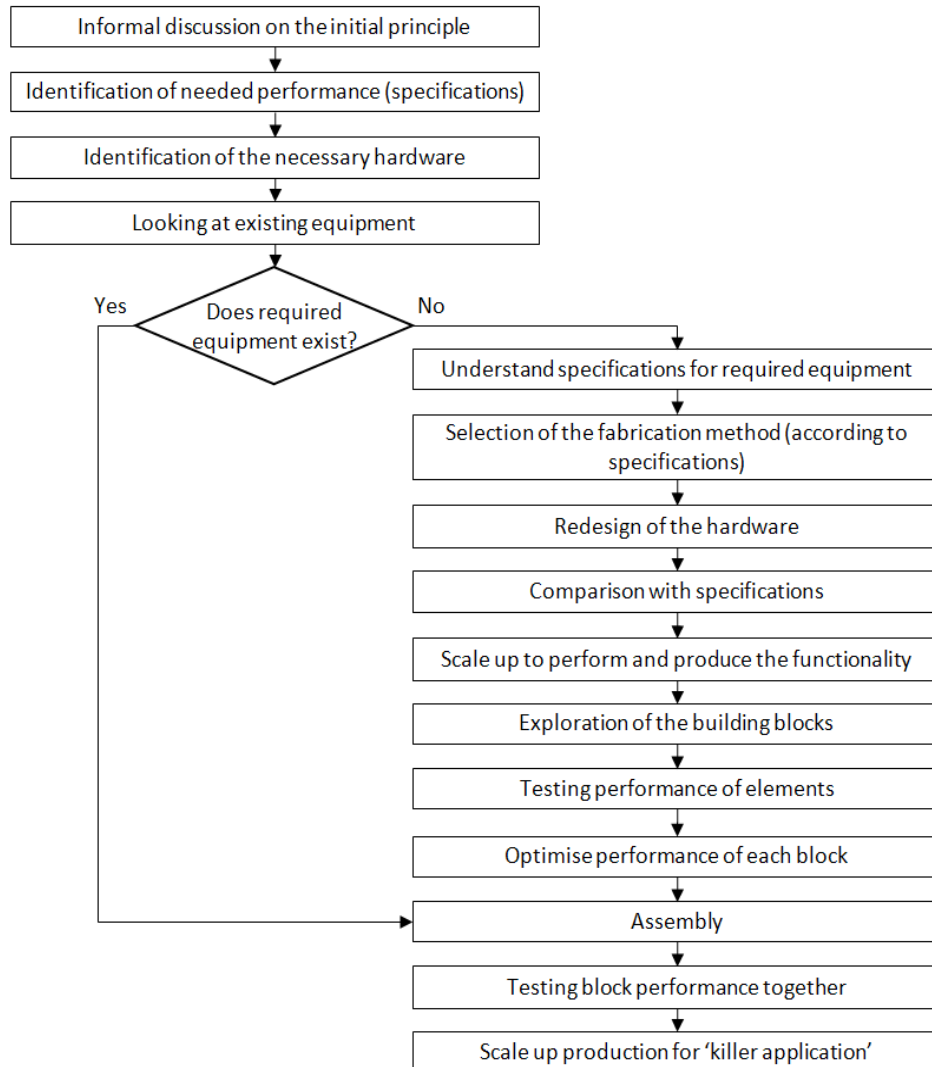 Informal discussion on the initial principle
Identification of needed performance (specifications)
Identification of the necessary hardware
Looking at existing equipment
Yes
Does required
equipment exist?
No
Understand specifications for required equipment
Selection of the fabrication method (according to
specifications)
Redesign of the hardware
Comparison with specifications
Scale up to perform and produce the functionality
Exploration of the building blocks
Testing performance of elements
Optimise performance of each block
Assembly
Testing block performance together
Scale up production for ‘killer application’